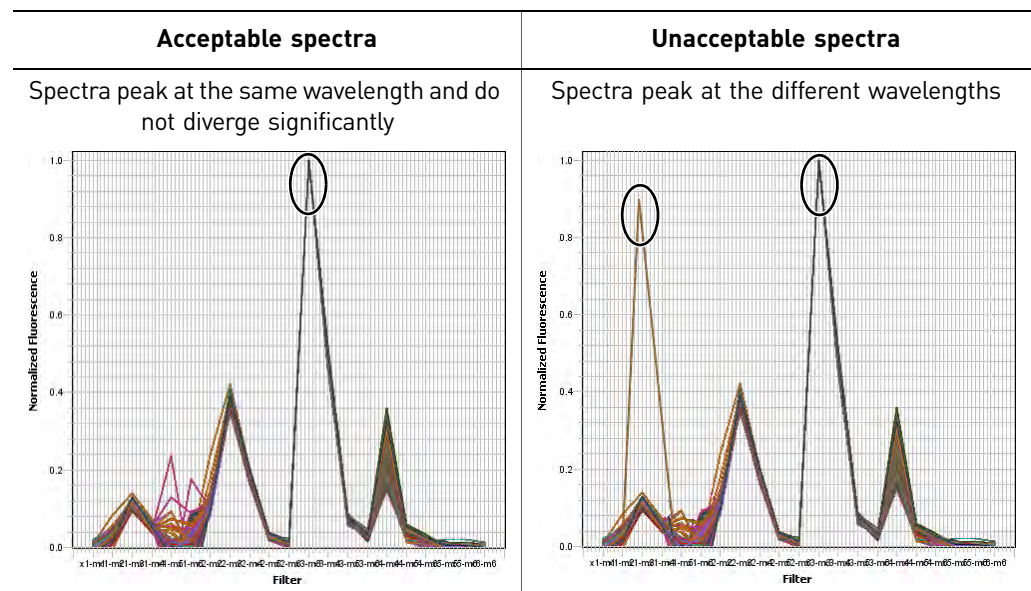 Acceptable spectra
Unacceptable spectra
Spectra peak at the same wavelength and do
not diverge significantly
Spectra peak at the different wavelengths
1.0
0.8
0.6
0.4
0.2
0.0
Normalized Fluorescence
Filter
1.0
0.8
0.6
0.4
0.2
0.0
Normalized Fluorescence
Filter